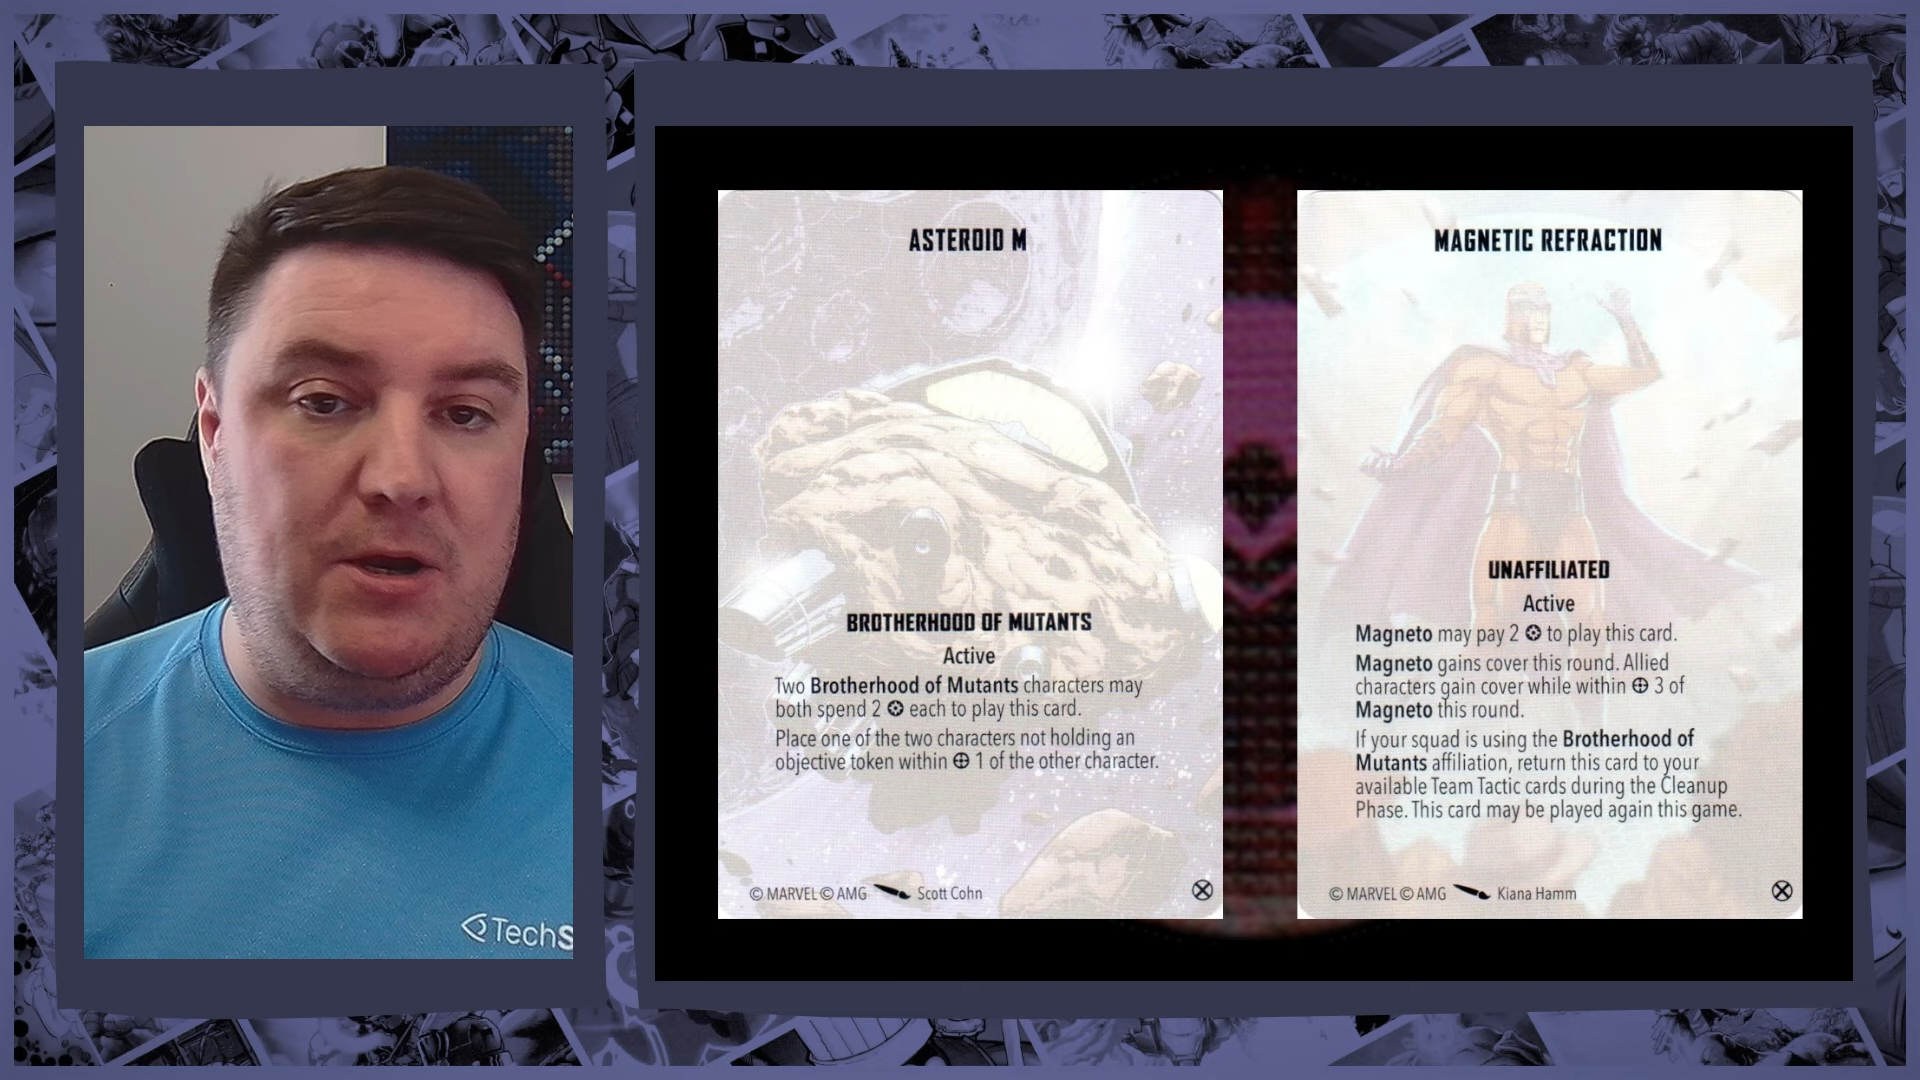 TechS
ASTEROID M
BROTHERHOOD OF MUTANTS
Active
Two Brotherhood of Mutants characters may
both spend 2 each to play this card.
Place one of the two characters not holding an
objective token within 1 of the other character.
© MARVEL © AMG Scott Cohn
MAGNETIC REFRACTION
UNAFFILIATED
Active
Magneto may pay 2 to play this card.
Magneto gains cover this round. Allied
characters gain cover while within 3 of
Magneto this round.
If your squad is using the Brotherhood of
Mutants affiliation, return this card to your
available Team Tactic cards during the Cleanup
Phase. This card may be played again this game.
© MARVEL © AMG Kiana Hamm